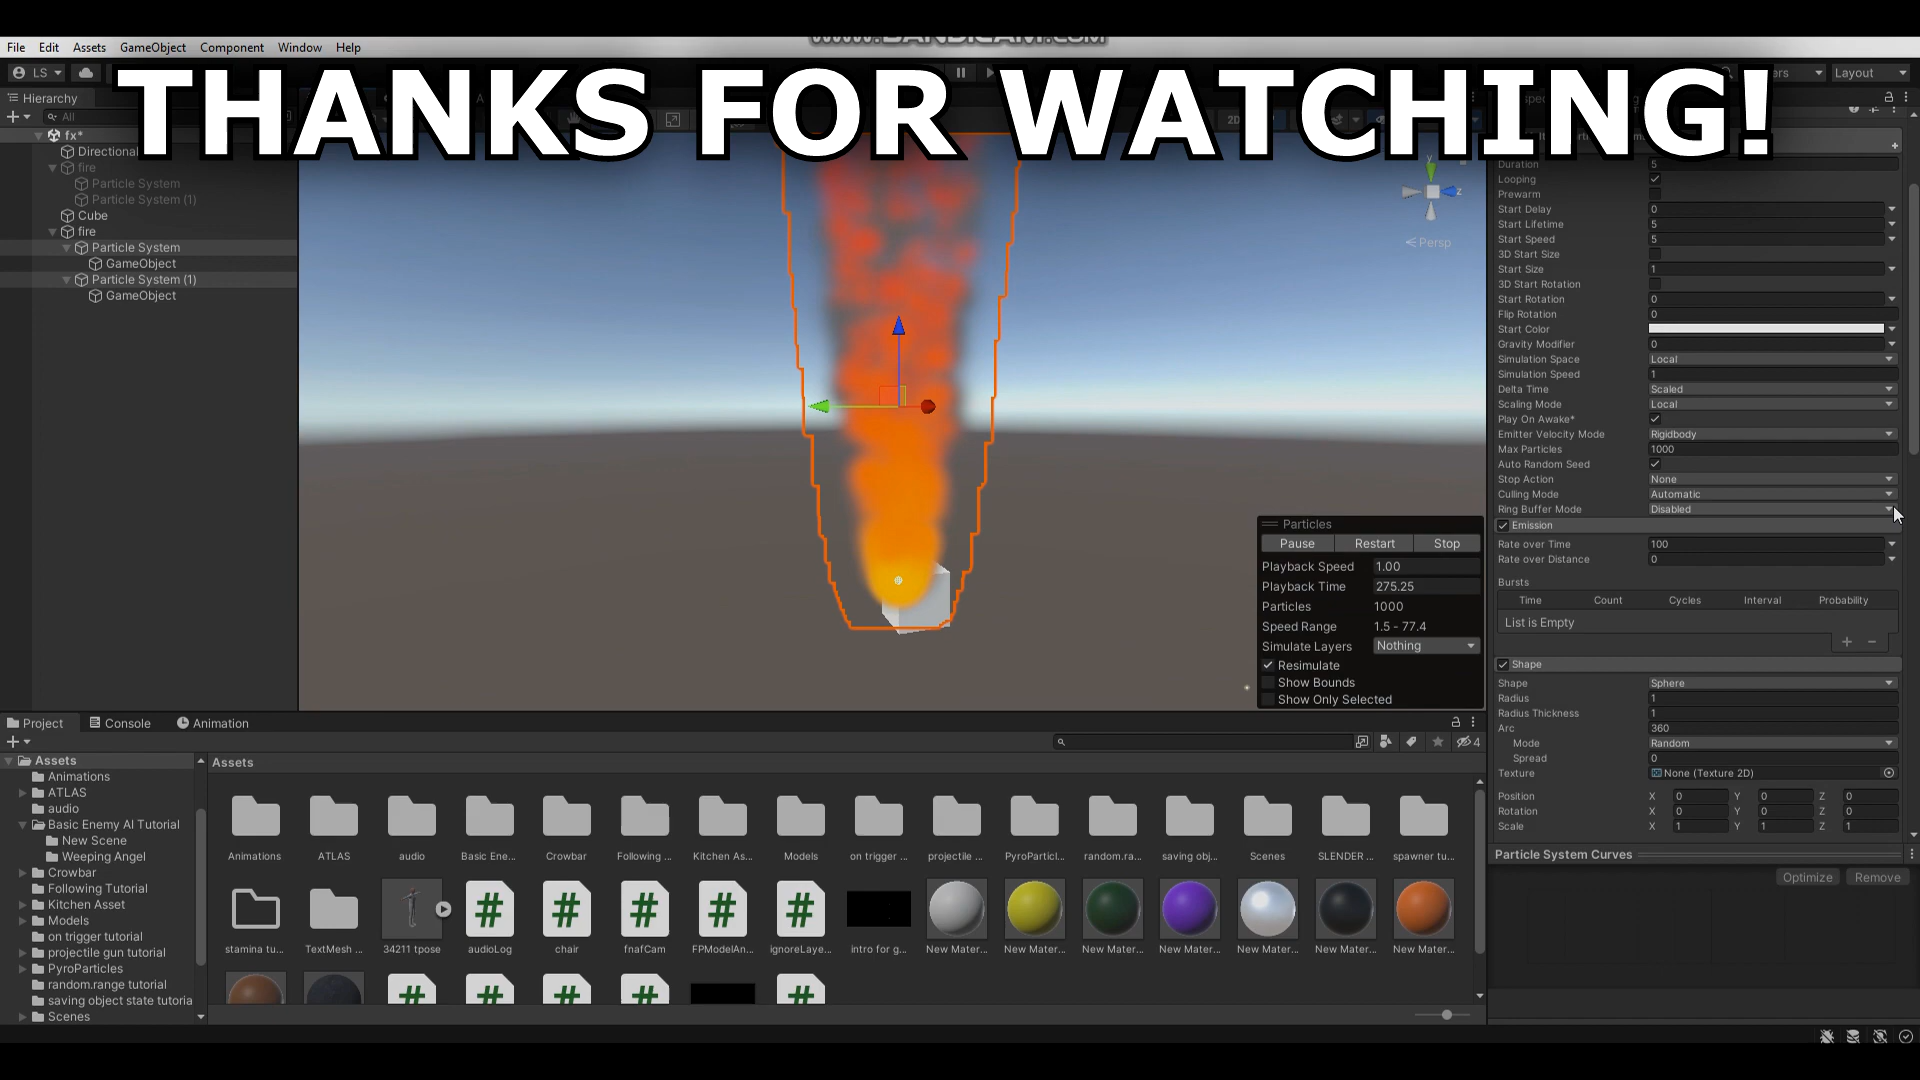 www.BANDICAM.COM
File Edit Assets GameObject Component Window Help
LS
Layout
THANKS FOR WATCHING!
Hierarchy
All
fx*
Directional
fire
Particle System
Particle System (1)
Cube
fire
Particle System
GameObject
Particle System (1)
GameObject
2D
y
z
Persp
Particles
Pause Restart Stop
Playback Speed 1.00
Playback Time 275.25
Particles 1000
Speed Range 1.5 - 77.4
Simulate Layers Nothing
Resimulate
Show Bounds
Show Only Selected
Duration 5
Looping
Prewarm
Start Delay 0
Start Lifetime 5
Start Speed 5
3D Start Size
Start Size 1
3D Start Rotation
Start Rotation 0
Flip Rotation 0
Start Color
Gravity Modifier 0
Simulation Space Local
Simulation Speed 1
Delta Time Scaled
Scaling Mode Local
Play On Awake*
Emitter Velocity Mode Rigidbody
Max Particles 1000
Auto Random Seed
Stop Action None
Culling Mode Automatic
Ring Buffer Mode Disabled
Emission
Rate over Time 100
Rate over Distance 0
Bursts
Time Count Cycles Interval Probability
List is Empty
Shape
Shape Sphere
Radius 1
Radius Thickness 1
Arc 360
Mode Random
Spread 0
Texture None (Texture 2D)
Position X 0 Y 0 Z 0
Rotation X 0 Y 0 Z 0
Scale X 1 Y 1 Z 1
Particle System Curves
Optimize Remove
Project Console Animation
4
Assets
Animations
ATLAS
audio
Basic Enemy AI Tutorial
New Scene
Weeping Angel
Crowbar
Following Tutorial
Kitchen Asset
Models
on trigger tutorial
projectile gun tutorial
PyroParticles
random.range tutorial
saving object state tutoria
Scenes
Assets
Animations ATLAS audio Basic Ene... Crowbar Following ... Kitchen As... Models on trigger ... projectile ... PyroParticl... random.ra... saving obj... Scenes SLENDER ... spawner tu...
stamina tu... TextMesh ... 34211 tpose audioLog chair fnafCam FPModelAn... ignoreLaye... intro for g... New Mater... New Mater... New Mater... New Mater... New Mater... New Mater... New Mater...